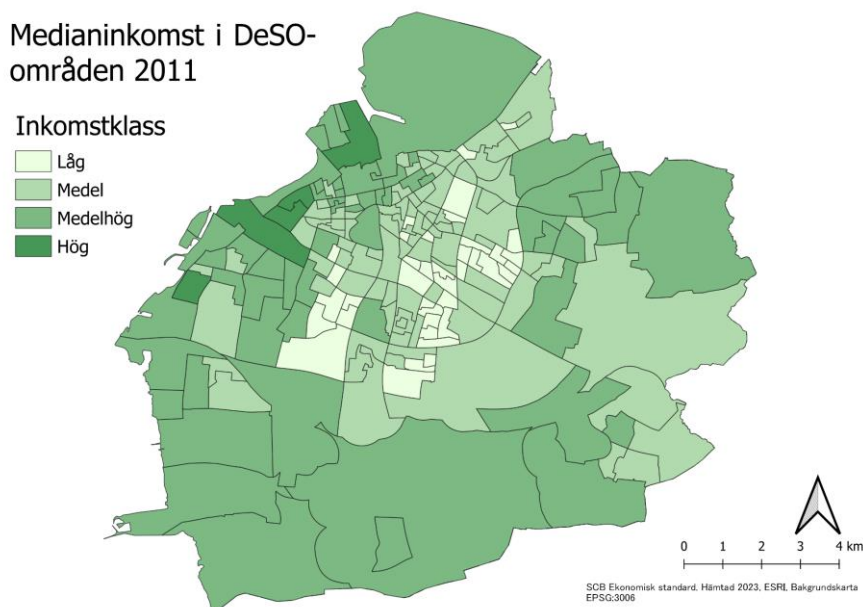 Medianinkomst i DeSO-
områden 2011
Inkomstklass
Låg
Medel
Medelhög
Hög
0 1 2 3 4 km
SCB Ekonomisk standard. Hämtad 2023, ESRI, Bakgrundskarta
EPSG:3006